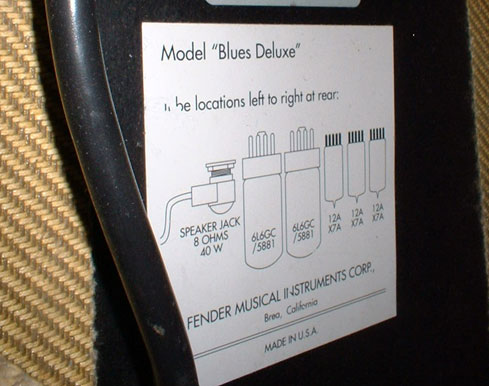 Model "Blues Deluxe"
be locations left to right at rear:
SPEAKER JACK
8 OHMS
40 W
6L6GC
/5881
6L6GC
/5881
12A
X7A
12A
X7A
12A
X7A
FENDER MUSICAL INSTRUMENTS CORP.,
Brea, California
MADE IN U.S.A.